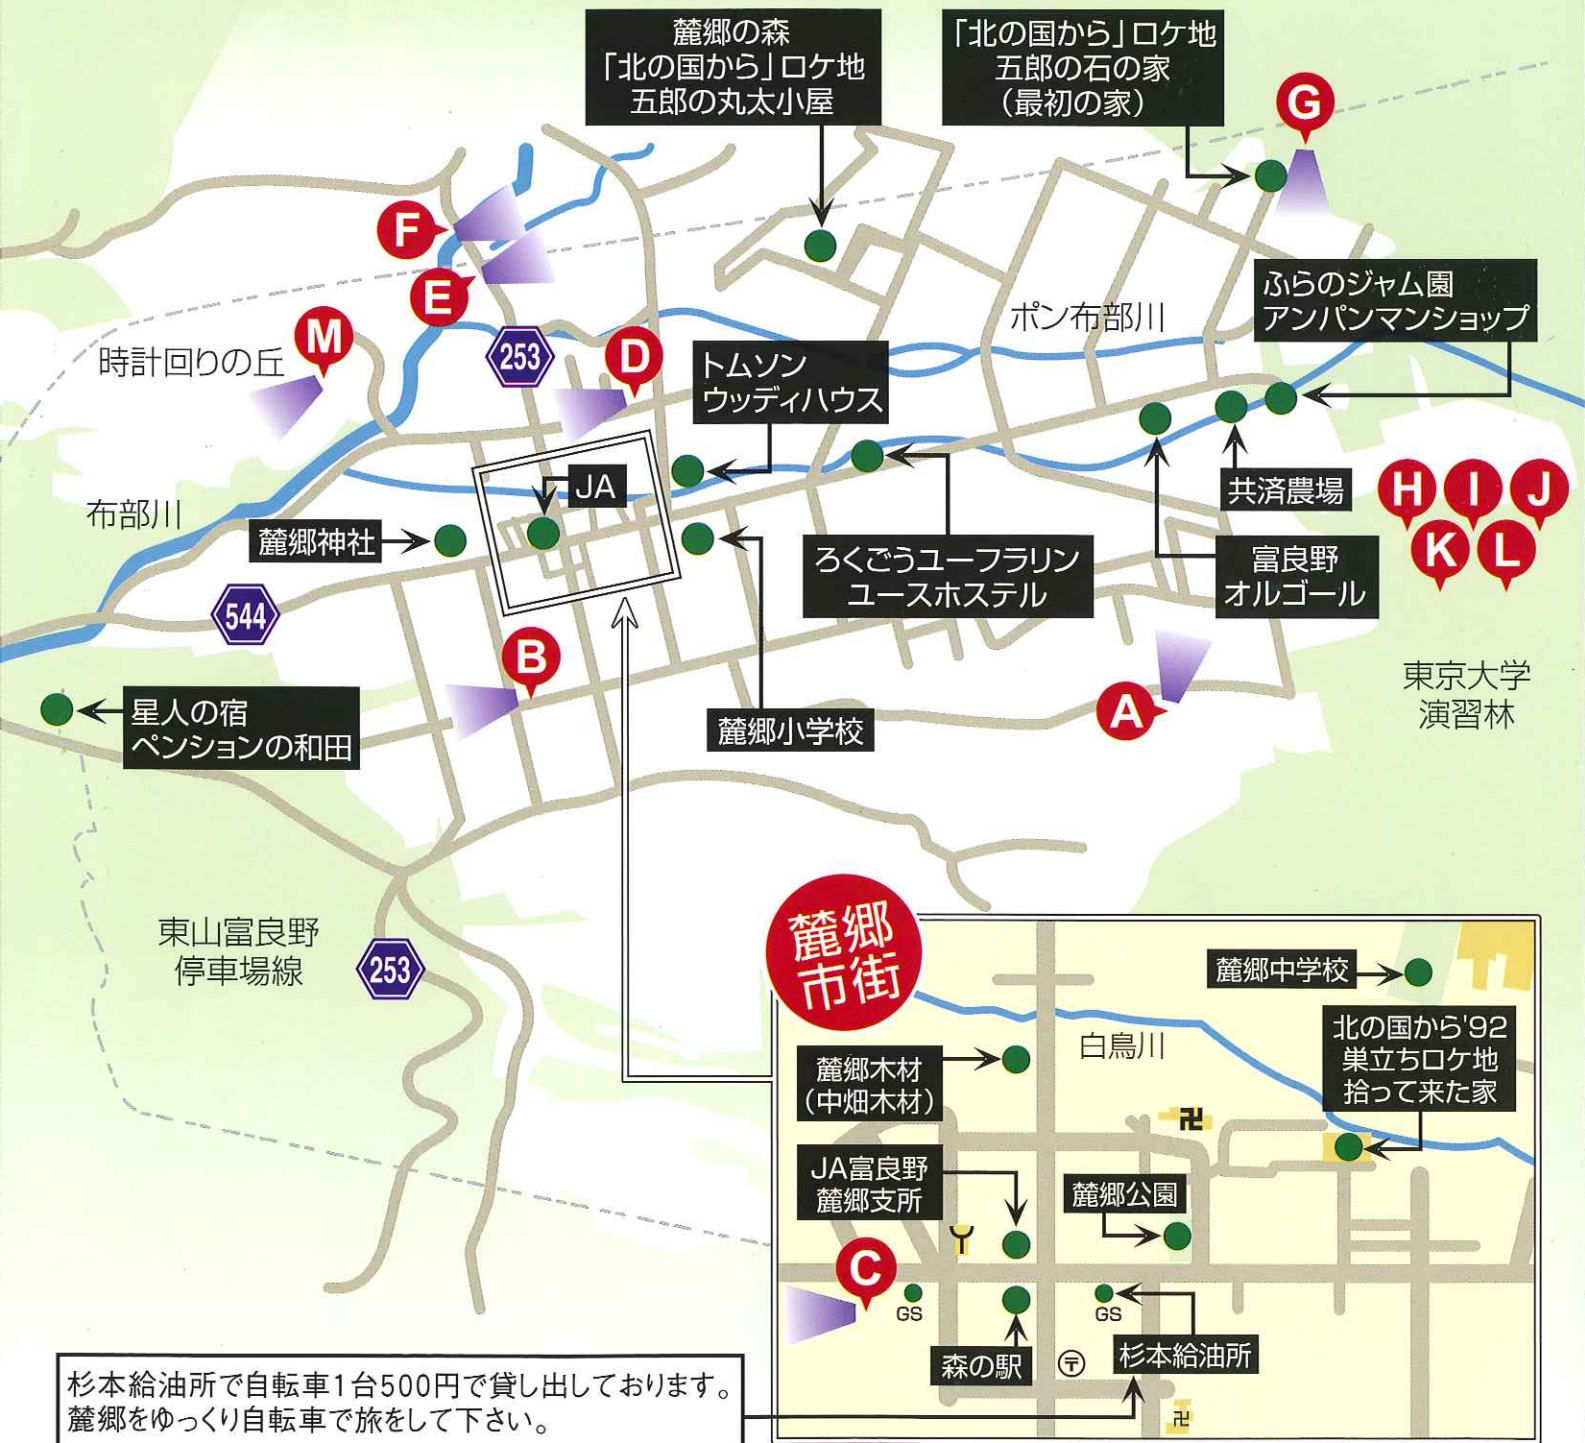 麓郷の森
「北の国から」ロケ地
五郎の丸太小屋
「北の国から」ロケ地
五郎の石の家
（最初の家）
G
F
E
ふらのジャム園
アンパンマンショップ
ポン布部川
M
時計回りの丘
253
D
トムソン
ウッディハウス
JA
共済農場
H
I
J
K
L
布部川
麓郷神社
ろくごうユーフラリン
ユースホステル
富良野
オルゴール
544
B
東京大学
演習林
星人の宿
ペンションの和田
麓郷小学校
A
東山富良野
停車場線
253
麓郷
市街
麓郷中学校
白鳥川
北の国から'92
巣立ちロケ地
拾って来た家
麓郷木材
（中畑木材）
卍
JA富良野
麓郷支所
麓郷公園
C
GS
GS
森の駅
〒
杉本給油所
卍
杉本給油所で自転車1台500円で貸し出しております。
麓郷をゆっくり自転車で旅をして下さい。